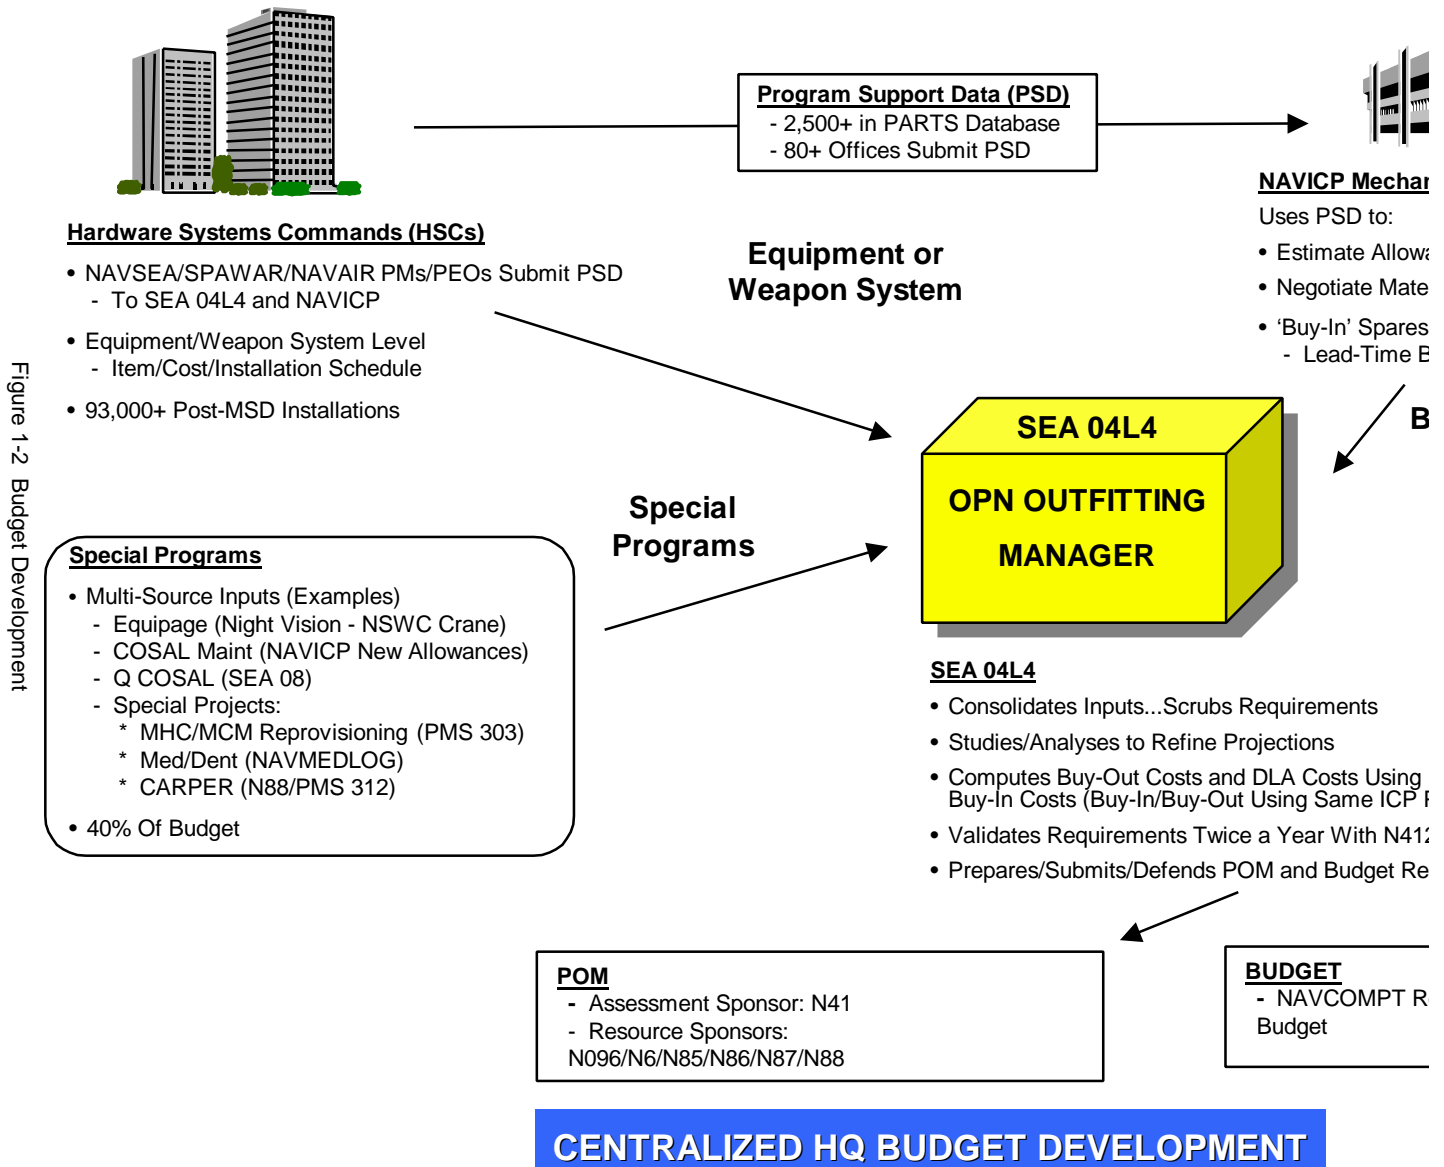 Program Support Data (PSD)
- 2,500+ in PARTS Database
- 80+ Offices Submit PSD
Hardware Systems Commands (HSCs)
• NAVSEA/SPAWAR/NAVAIR PMs/PEOs Submit PSD
- To SEA 04L4 and NAVICP
• Equipment/Weapon System Level
- Item/Cost/Installation Schedule
• 93,000+ Post-MSD Installations
Equipment or
Weapon System
NAVICP
Uses PSD to:
• Estimate
• Negotiate
• ‘Buy-In’ Spares
- Lead-Time
Figure 1-2 Budget Development
SEA 04L4
OPN OUTFITTING
MANAGER
Special
Programs
Special Programs
• Multi-Source Inputs (Examples)
- Equipage (Night Vision - NSWC Crane)
- COSAL Maint (NAVICP New Allowances)
- Q COSAL (SEA 08)
- Special Projects:
* MHC/MCM Reprovisioning (PMS 303)
* Med/Dent (NAVMEDLOG)
* CARPER (N88/PMS 312)
• 40% Of Budget
SEA 04L4
• Consolidates Inputs...Scrubs Requirements
• Studies/Analyses to Refine Projections
• Computes Buy-Out Costs and DLA Costs Using
Buy-In Costs (Buy-In/Buy-Out Using Same ICP
• Validates Requirements Twice a Year With N412
• Prepares/Submits/Defends POM and Budget
POM
- Assessment Sponsor: N41
- Resource Sponsors:
N096/N6/N85/N86/N87/N88
BUDGET
- NAVCOMPT
Budget
CENTRALIZED HQ BUDGET DEVELOPMENT